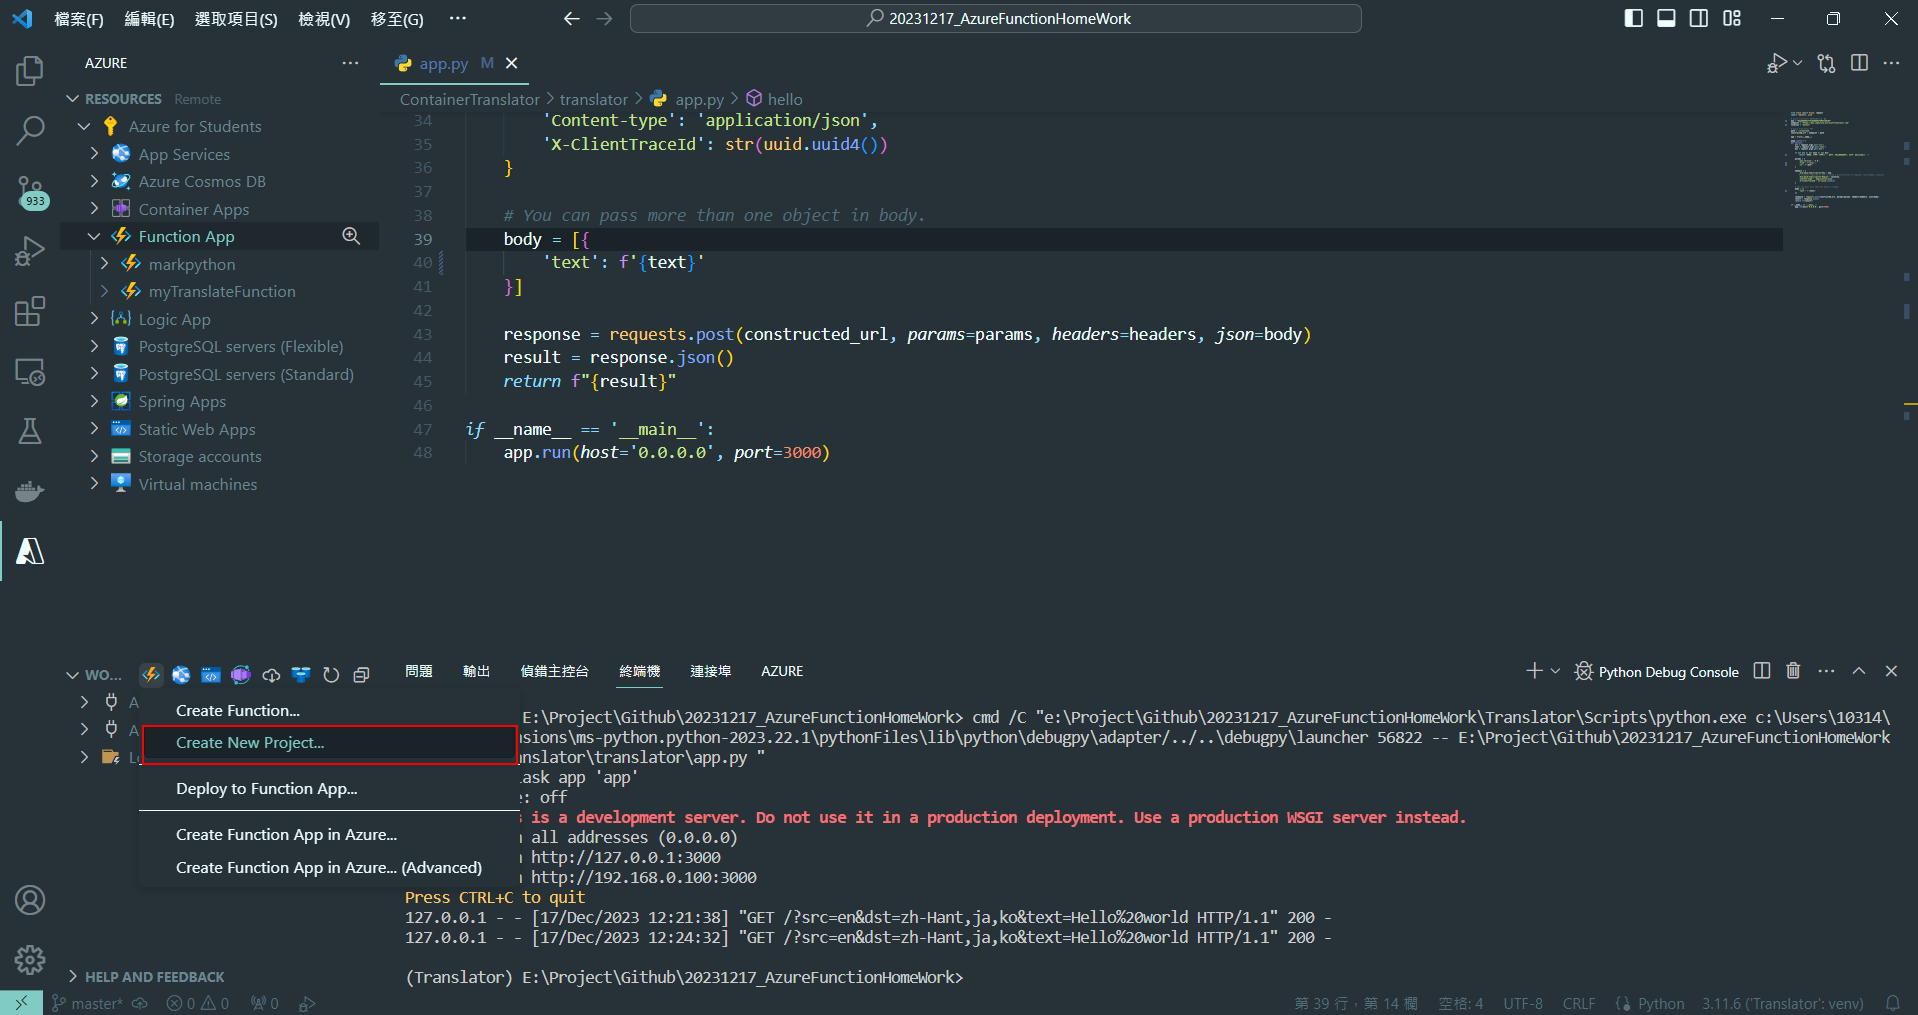 檔案(F) 編輯(E) 選取項目(S) 檢視(V) 移至(G) ··· 20231217_AzureFunctionHomeWork
AZURE ···
RESOURCES Remote
Azure for Students
App Services
Azure Cosmos DB
Container Apps
Function App
markpython
myTranslateFunction
Logic App
PostgreSQL servers (Flexible)
PostgreSQL servers (Standard)
Spring Apps
Static Web Apps
Storage accounts
Virtual machines
933
app.py M
ContainerTranslator > translator > app.py > hello
34 'Content-type': 'application/json',
35 'X-ClientTraceId': str(uuid.uuid4())
36 }
37
38 # You can pass more than one object in body.
39 body = [{
40 'text': f'{text}'
41 }]
42
43 response = requests.post(constructed_url, params=params, headers=headers, json=body)
44 result = response.json()
45 return f"{result}"
46
47 if __name__ == '__main__':
48 app.run(host='0.0.0.0', port=3000)
WO...
A
A
Lo
Create Function...
Create New Project...
Deploy to Function App...
Create Function App in Azure...
Create Function App in Azure... (Advanced)
HELP AND FEEDBACK
問題 輸出 偵錯主控台 終端機 連接埠 AZURE
Python Debug Console
E:\Project\Github\20231217_AzureFunctionHomeWork> cmd /C "e:\Project\Github\20231217_AzureFunctionHomeWork\Translator\Scripts\python.exe c:\Users\10314\
nsions\ms-python.python-2023.22.1\pythonFiles\lib\python\debugpy\adapter/../..\debugpy\launcher 56822 -- E:\Project\Github\20231217_AzureFunctionHomeWork
nslator\translator\app.py "
ask app 'app'
: off
s is a development server. Do not use it in a production deployment. Use a production WSGI server instead.
all addresses (0.0.0.0)
http://127.0.0.1:3000
http://192.168.0.100:3000
Press CTRL+C to quit
127.0.0.1 - - [17/Dec/2023 12:21:38] "GET /?src=en&dst=zh-Hant,ja,ko&text=Hello%20world HTTP/1.1" 200 -
127.0.0.1 - - [17/Dec/2023 12:24:32] "GET /?src=en&dst=zh-Hant,ja,ko&text=Hello%20world HTTP/1.1" 200 -
(Translator) E:\Project\Github\20231217_AzureFunctionHomeWork>
master* 0 0 0 第 39 行，第 14 欄 空格: 4 UTF-8 CRLF Python 3.11.6 ('Translator': venv)